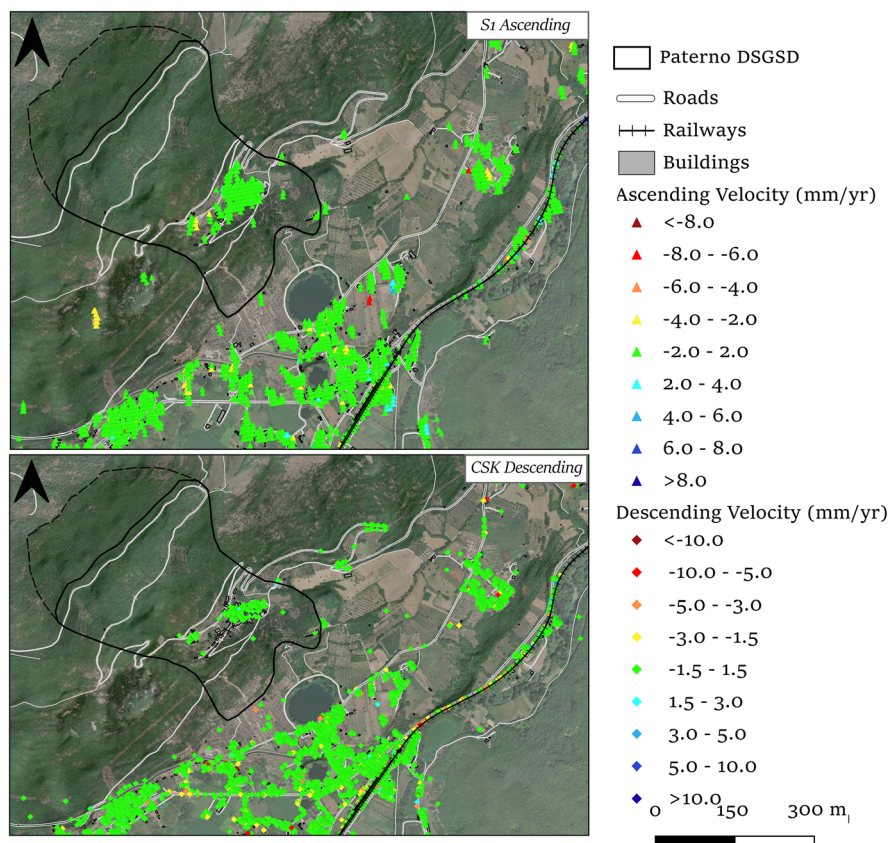 S1 Ascending
CSK Descending
Paterno DSGSD
Roads
Railways
Buildings
Ascending Velocity (mm/yr)
<-8.0
-8.0 - -6.0
-6.0 - -4.0
-4.0 - -2.0
-2.0 - 2.0
2.0 - 4.0
4.0 - 6.0
6.0 - 8.0
>8.0
Descending Velocity (mm/yr)
<-10.0
-10.0 - -5.0
-5.0 - -3.0
-3.0 - -1.5
-1.5 - 1.5
1.5 - 3.0
3.0 - 5.0
5.0 - 10.0
>10.0
0 150 300 m